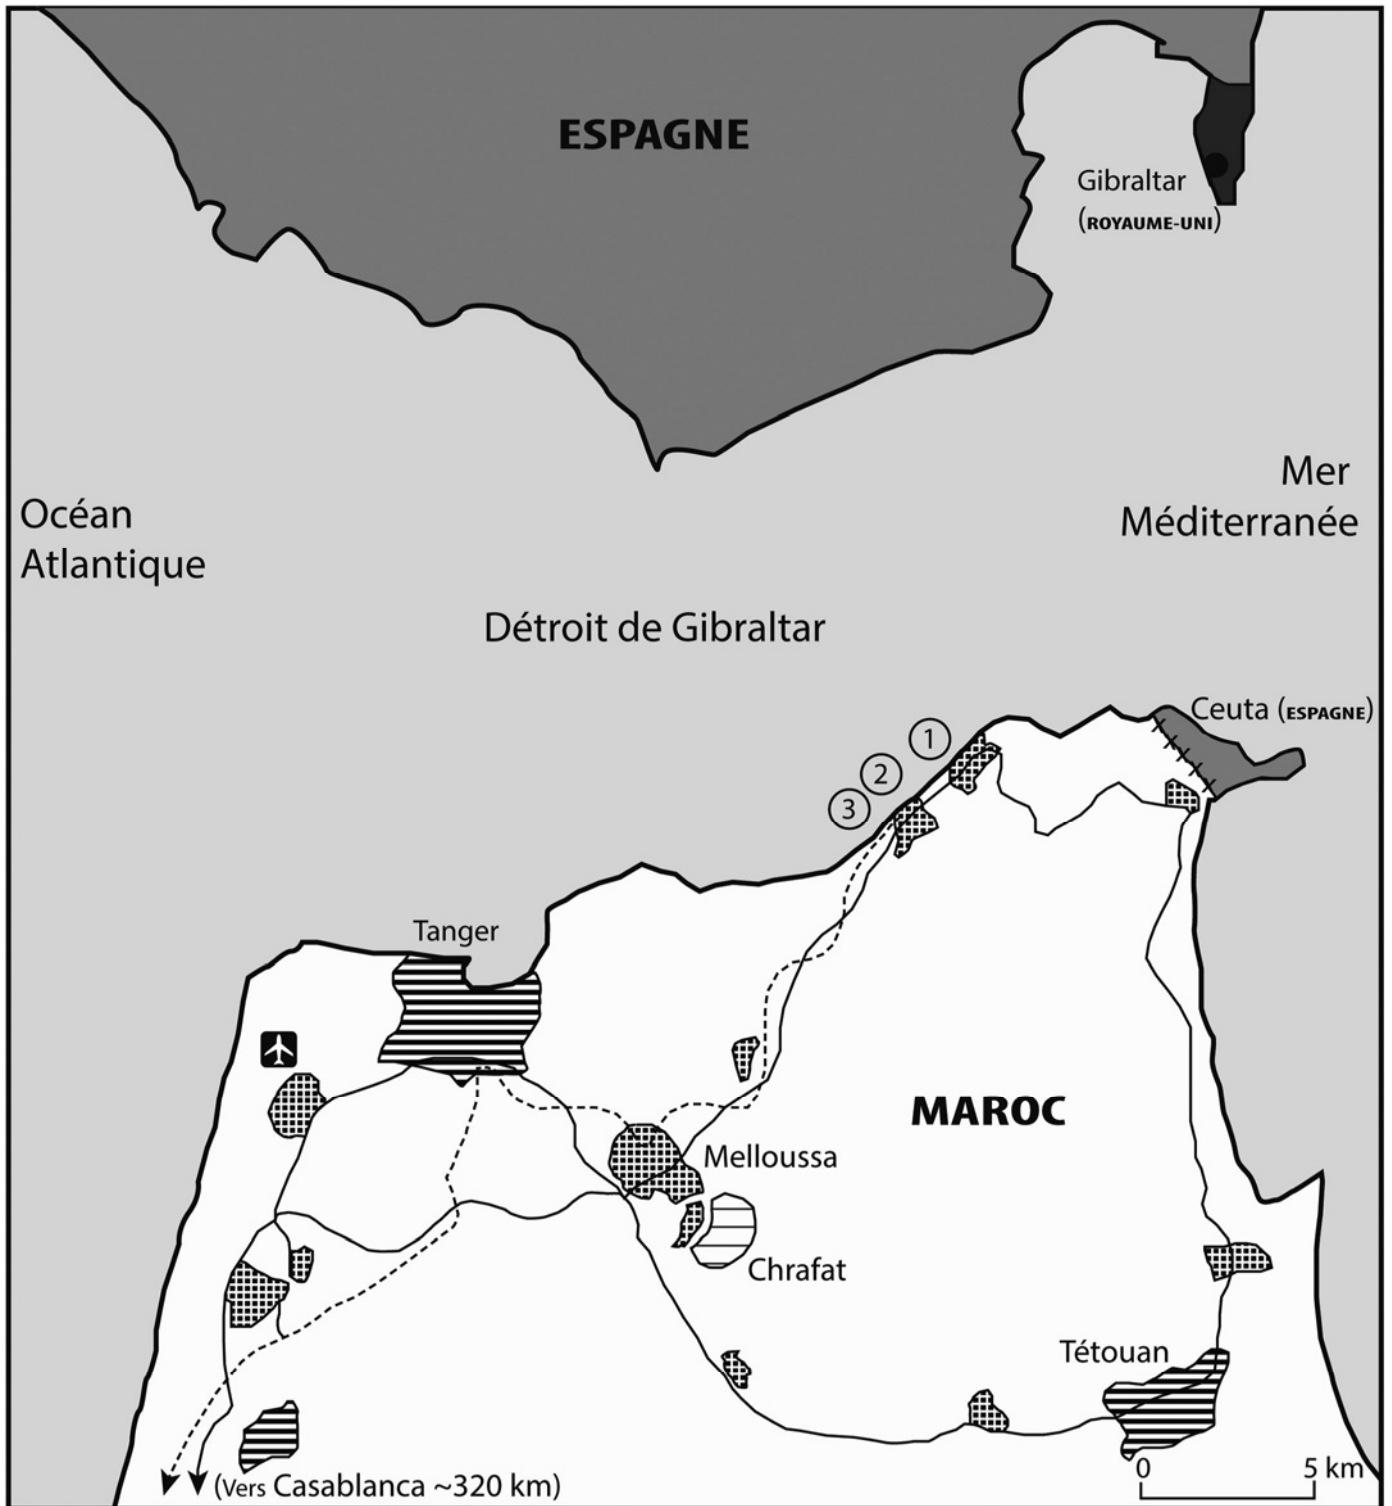 ESPAGNE
Gibraltar
(ROYAUME-UNI)
Mer
Méditerranée
Océan
Atlantique
Détroit de Gibraltar
Ceuta (ESPAGNE)
1
2
3
Tanger
MAROC
Melloussa
Chrafat
Tétouan
0 5 km
(Vers Casablanca ~320 km)